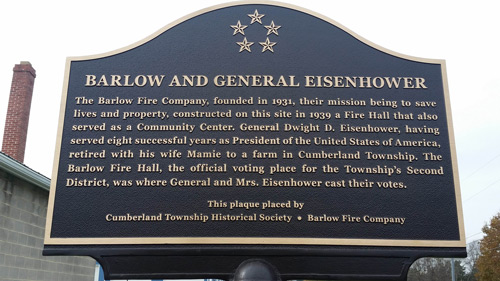 BARLOW AND GENERAL EISENHOWER
The Barlow Fire Company, founded in 1931, their mission being to save
lives and property, constructed on this site in 1939 a Fire Hall that also
served as a Community Center. General Dwight D. Eisenhower, having
served eight successful years as President of the United States of America,
retired with his wife Mamie to a farm in Cumberland Township. The
Barlow Fire Hall, the official voting place for the Township's Second
District, was where General and Mrs. Eisenhower cast their votes.
This plaque placed by
Cumberland Township Historical Society • Barlow Fire Company